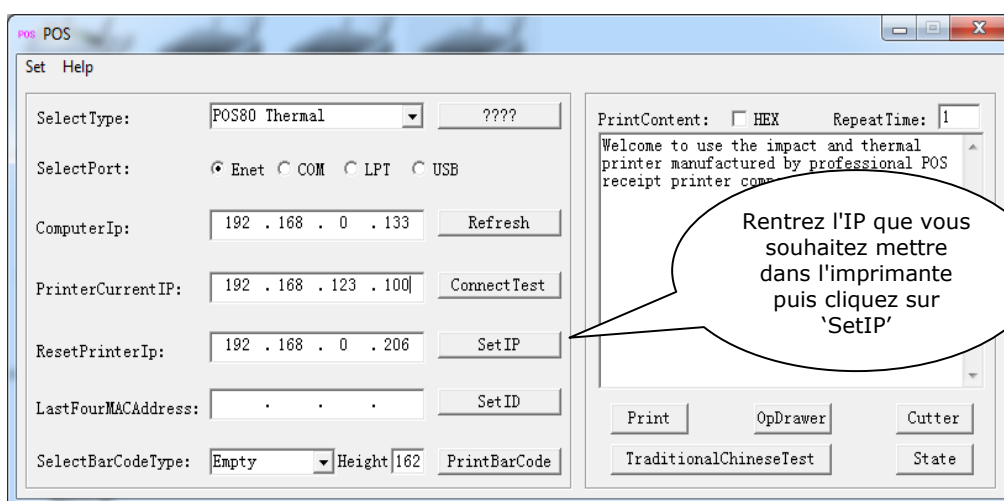 POS POS
Set Help
SelectType: POS80 Thermal ????
SelectPort: Enet COM LPT USB
ComputerIp: 192 . 168 . 0 . 133 Refresh
PrinterCurrentIP: 192 . 168 . 123 . 100 ConnectTest
ResetPrinterIp: 192 . 168 . 0 . 206 SetIP
LastFourMACAddress: . . . SetID
SelectBarCodeType: Empty Height 162 PrintBarCode
PrintContent: HEX RepeatTime: 1
Welcome to use the impact and thermal
printer manufactured by professional POS
receipt printer
Rentrez l'IP que vous
souhaitez mettre
dans l'imprimante
puis cliquez sur
‘SetIP’
Print OpDrawer Cutter
TraditionalChineseTest State